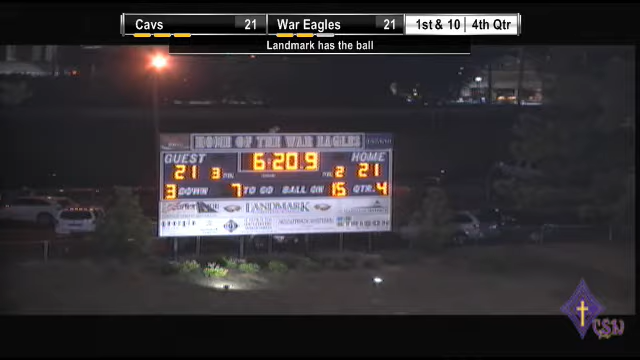 Cavs 21 War Eagles 21 1st & 10 4th Qtr
Landmark has the ball
HOME OF THE WAR EAGLES
GUEST 6:20.9 HOME
21 3 2 21
3 DOWN 7 TO GO BALL ON 15 QTR. 4
LANDMARK
CSW